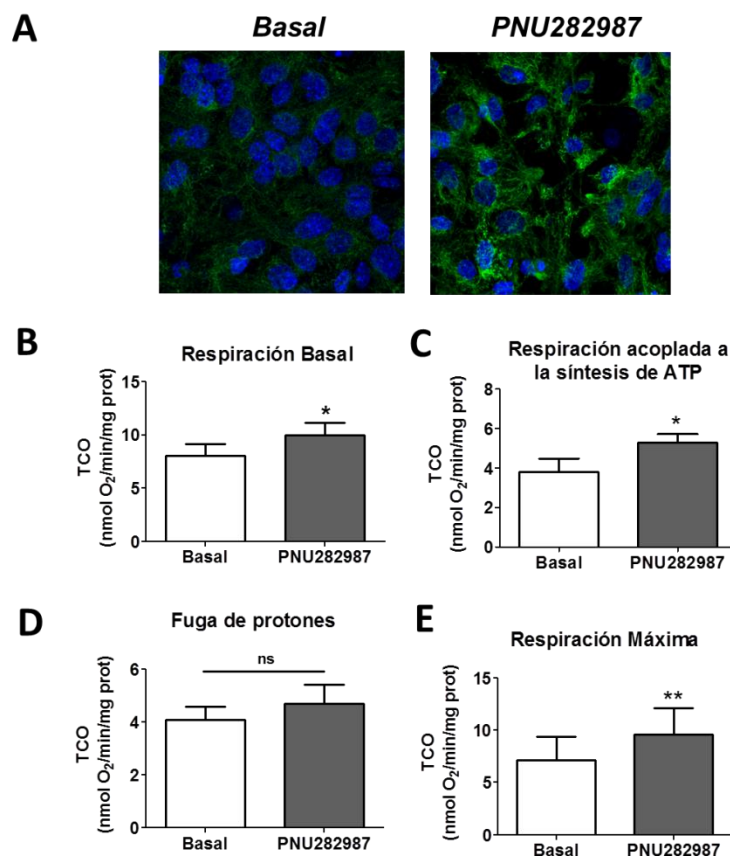 A
Basal
PNU282987
B
Respiración Basal
TCO
(nmol O₂/min/mg prot)
15
10
5
0
*
Basal
PNU282987
C
Respiración acoplada a
la síntesis de ATP
TCO
(nmol O₂/min/mg prot)
8
6
4
2
0
*
Basal
PNU282987
D
Fuga de protones
TCO
(nmol O₂/min/mg prot)
6
4
2
0
ns
Basal
PNU282987
E
Respiración Máxima
TCO
(nmol O₂/min/mg prot)
15
10
5
0
**
Basal
PNU282987